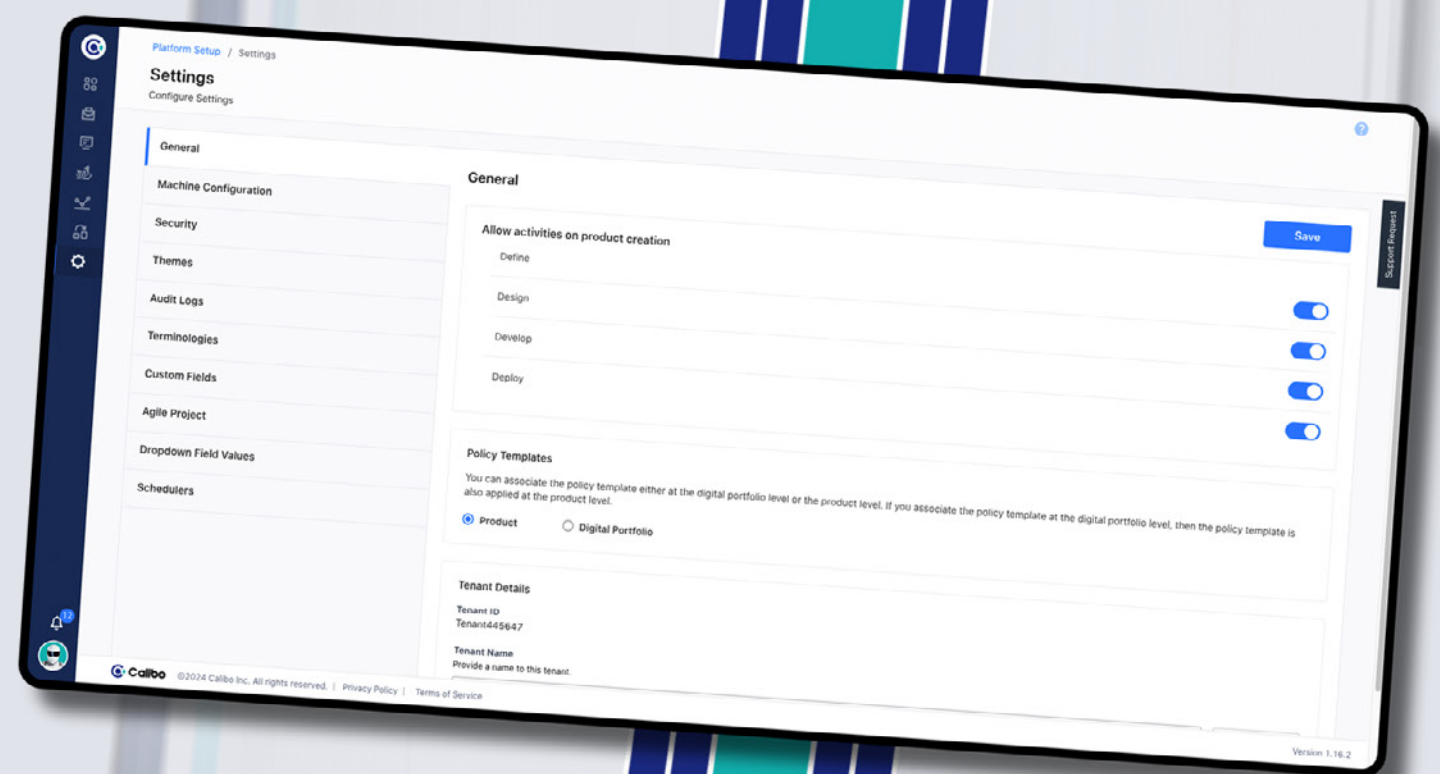 Platform Setup / Settings
Settings
Configure Settings
General
Machine Configuration
Security
Themes
Audit Logs
Terminologies
Custom Fields
Agile Project
Dropdown Field Values
Schedulers
General
Save
Allow activities on product creation
Define
Design
Develop
Deploy
Policy Templates
You can associate the policy template either at the digital portfolio level or the product level. If you associate the policy template at the digital portfolio level, then the policy template is
also applied at the product level.
Product
Digital Portfolio
Tenant Details
Tenant ID
Tenant445647
Tenant Name
Provide a name to this tenant.
Support Request
?
12
Calibo ©2024 Calibo Inc. All rights reserved. | Privacy Policy | Terms of Service
Version 1.16.2